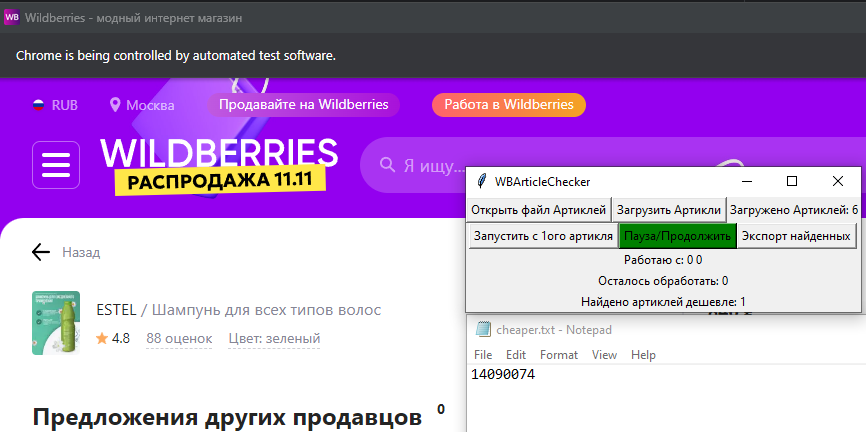 WB Wildberries - модный интернет магазин
Chrome is being controlled by automated test software.
RUB Москва Продавайте на Wildberries Работа в Wildberries
WILDBERRIES
РАСПРОДАЖА 11.11
Я ищу...
WBArticleChecker
Открыть файл Артиклей Загрузить Артикли Загружено Артиклей: 6
Запустить с 1ого артикля Пауза/Продолжить Экспорт найденных
Работаю с: 0 0
Осталось обработать: 0
Найдено артиклей дешевле: 1
Назад
ESTEL / Шампунь для всех типов волос
4.8 88 оценок Цвет: зеленый
Предложения других продавцов 0
cheaper.txt - Notepad
File Edit Format View Help
14090074